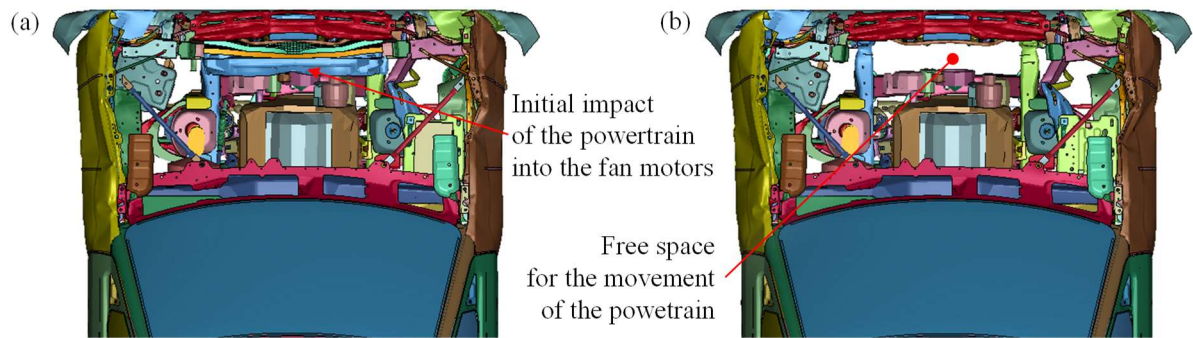 (a)
Initial impact
of the powertrain
into the fan motors
Free space
for the movement
of the powetrain
(b)